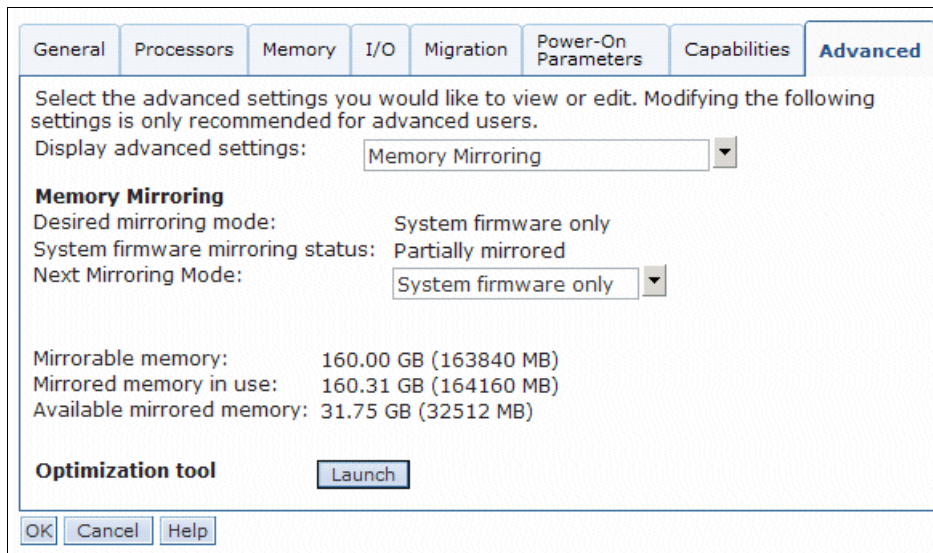 General Processors Memory I/O Migration Power-On Parameters Capabilities Advanced
Select the advanced settings you would like to view or edit. Modifying the following
settings is only recommended for advanced users.
Display advanced settings: Memory Mirroring
Memory Mirroring
Desired mirroring mode: System firmware only
System firmware mirroring status: Partially mirrored
Next Mirroring Mode: System firmware only
Mirrorable memory: 160.00 GB (163840 MB)
Mirrored memory in use: 160.31 GB (164160 MB)
Available mirrored memory: 31.75 GB (32512 MB)
Optimization tool Launch
OK Cancel Help